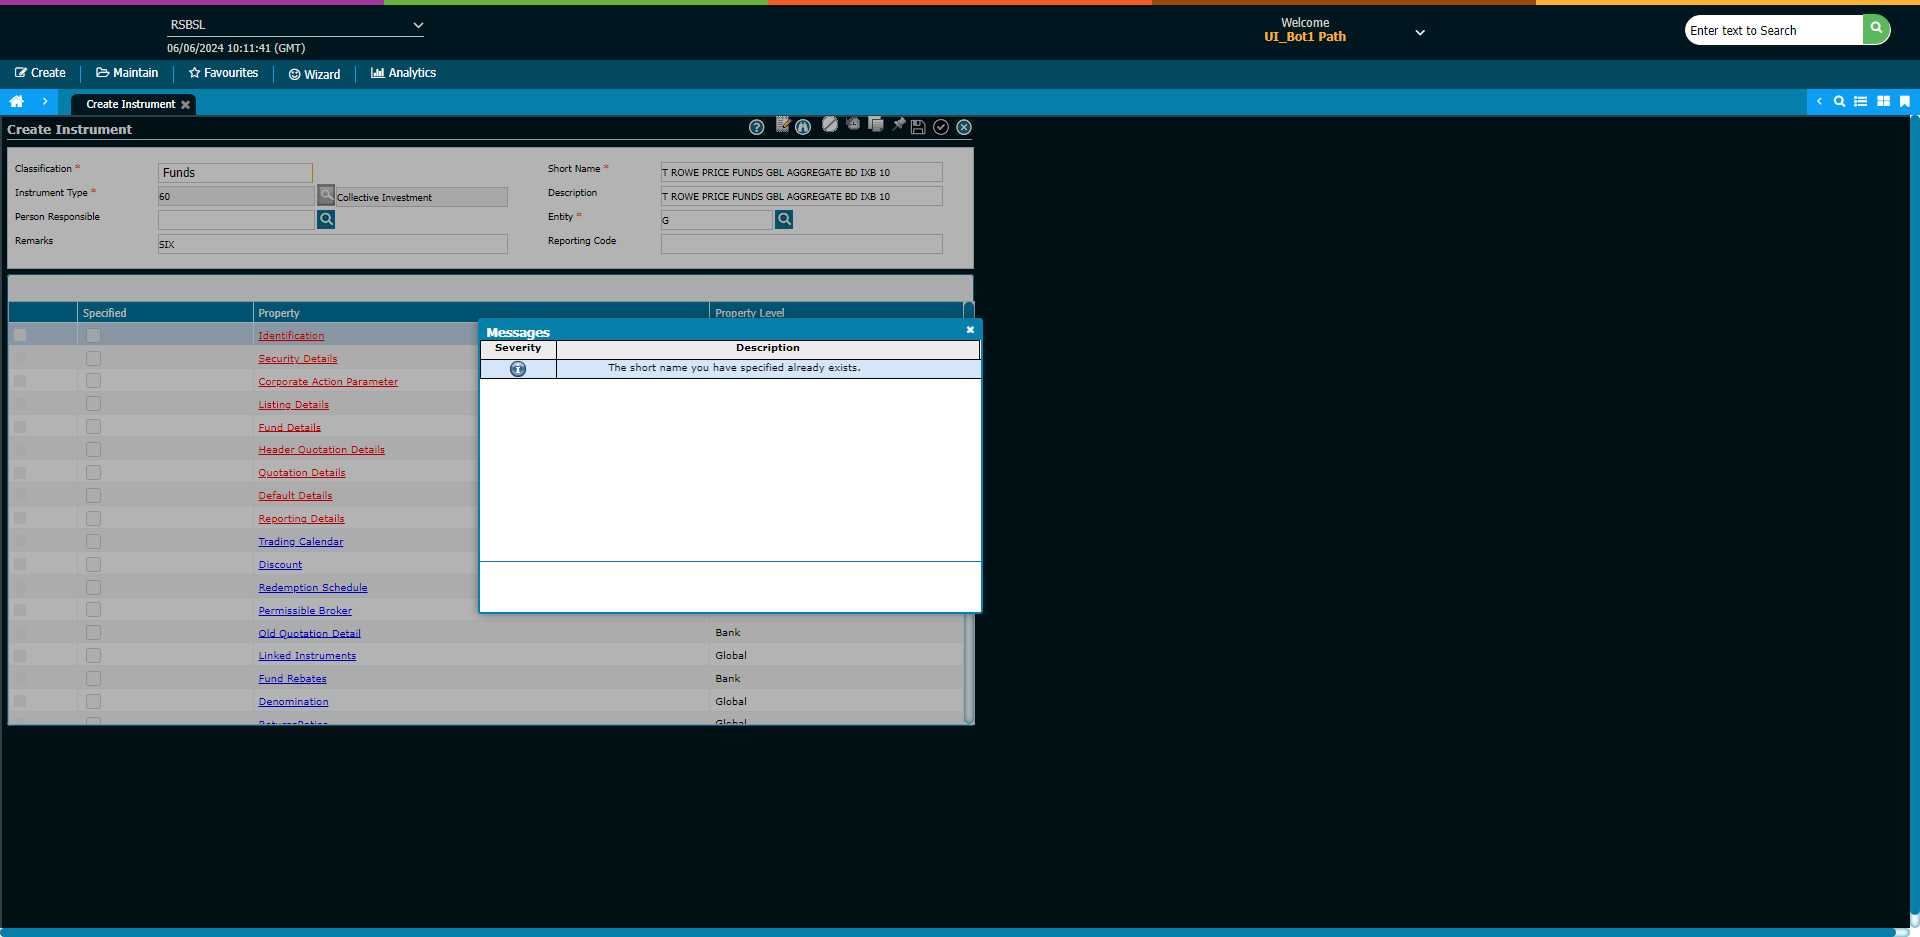 RSBSL
06/06/2024 10:11:41 (GMT)
Welcome
UI_Bot1 Path
Enter text to Search
Create
Maintain
Favourites
Wizard
Analytics
Create Instrument
Create Instrument
Classification *
Funds
Short Name *
T ROWE PRICE FUNDS GBL AGGREGATE BD IXB 10
Instrument Type *
60
Collective Investment
Description
T ROWE PRICE FUNDS GBL AGGREGATE BD IXB 10
Person Responsible
Entity *
G
Remarks
SIX
Reporting Code
Specified
Property
Property Level
Identification
Security Details
Corporate Action Parameter
Listing Details
Fund Details
Header Quotation Details
Quotation Details
Default Details
Reporting Details
Trading Calendar
Discount
Redemption Schedule
Permissible Broker
Old Quotation Detail
Bank
Linked Instruments
Global
Fund Rebates
Bank
Denomination
Global
Global
Messages
Severity
Description
The short name you have specified already exists.